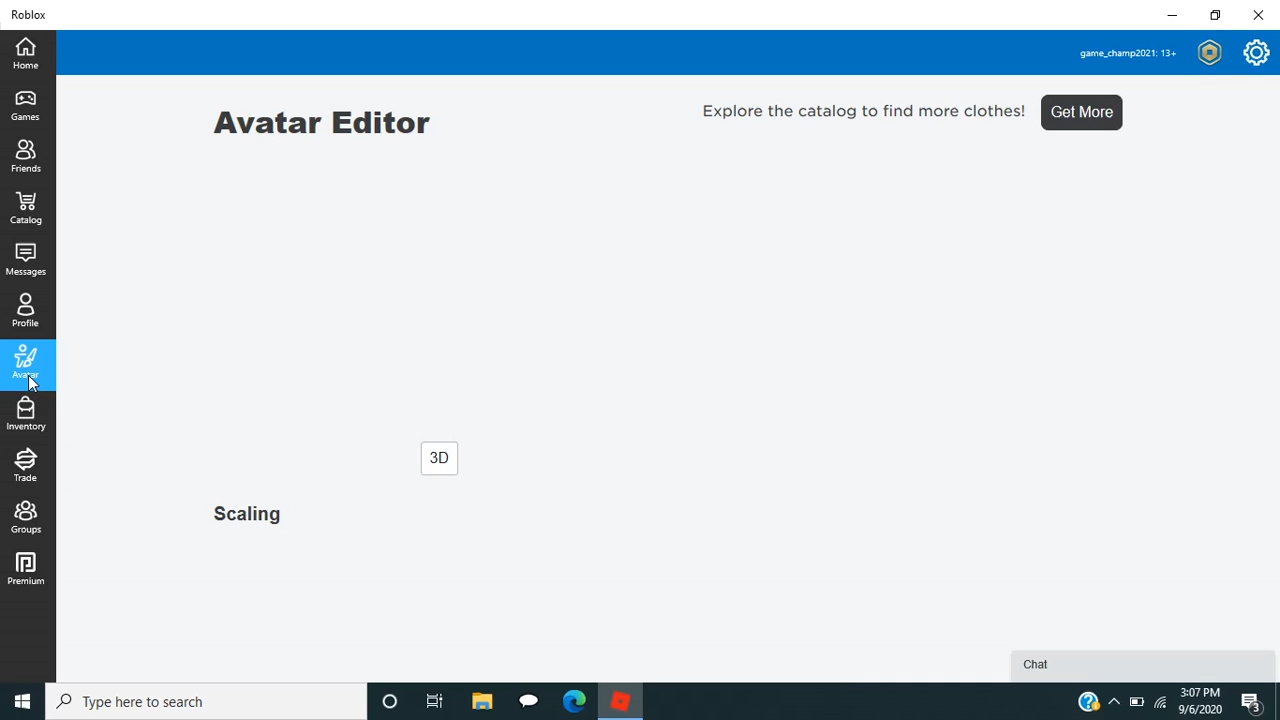 Roblox
game_champ2021: 13+
Home
Games
Friends
Catalog
Messages
Profile
Avatar
Inventory
Trade
Groups
Premium
Avatar Editor
Explore the catalog to find more clothes!
Get More
3D
Scaling
Chat
Type here to search
3:07 PM
9/6/2020
3